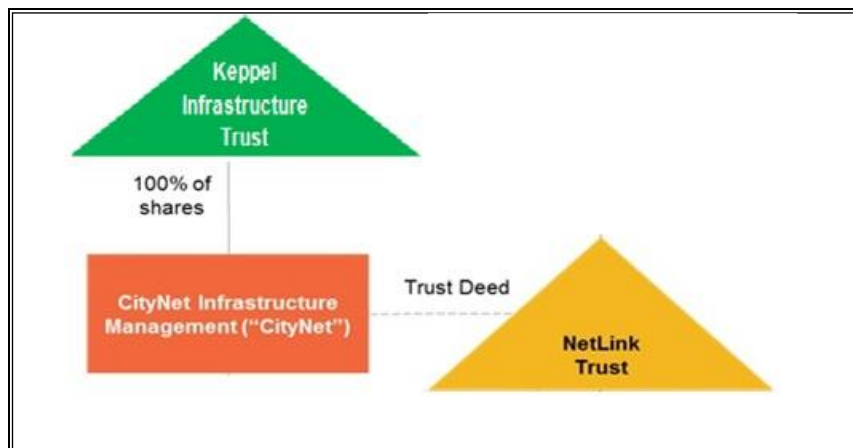 Keppel
Infrastructure
Trust
100% of
shares
CityNet Infrastructure
Management (“CityNet”)
Trust Deed
NetLink
Trust